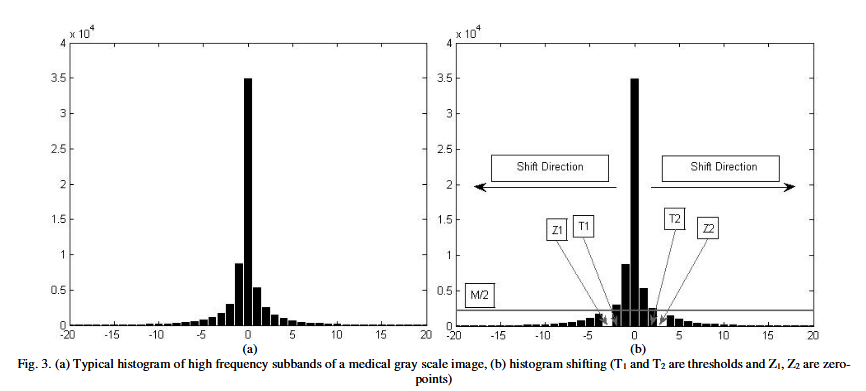 x 10^4
4
3.5
3
2.5
2
1.5
1
0.5
0
-20 -15 -10 -5 0 5 10 15 20
(a)
x 10^4
4
3.5
3
2.5
2
1.5
1
0.5
0
Shift Direction Shift Direction
Z1 T1 T2 Z2
M/2
-20 -15 -10 -5 0 5 10 15 20
(b)
Fig. 3. (a) Typical histogram of high frequency subbands of a medical gray scale image, (b) histogram shifting (T₁ and T₂ are thresholds and Z₁, Z₂ are zero-
points)